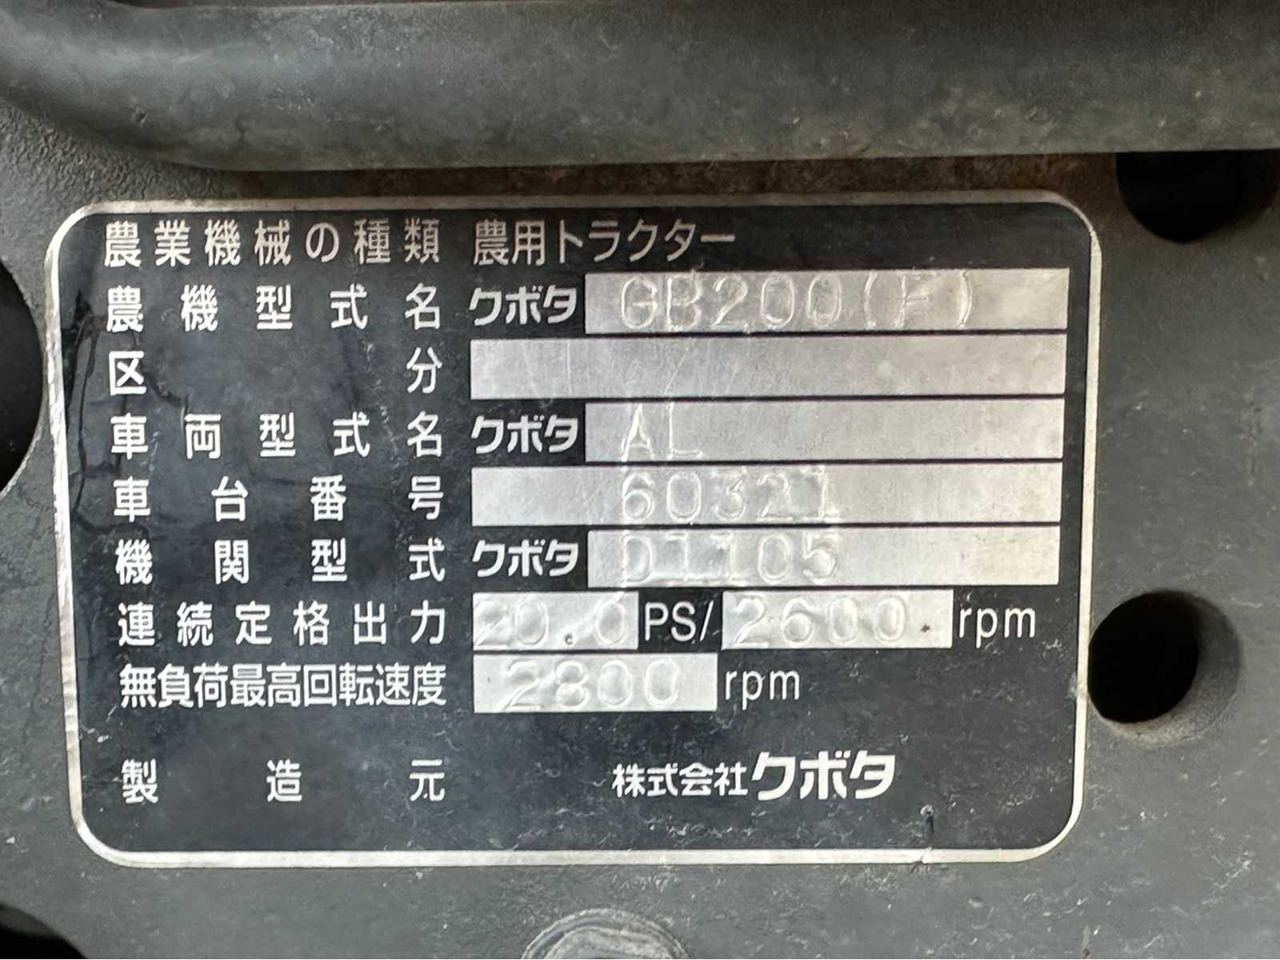 農業機械の種類 農用トラクター
農機型式名 クボタ GB200(F)
区分
車両型式名 クボタ AL
車台番号 60321
機関型式 クボタ D1105
連続定格出力 20.0 PS/ 2600. rpm
無負荷最高回転速度 2800 rpm
製造元 株式会社クボタ